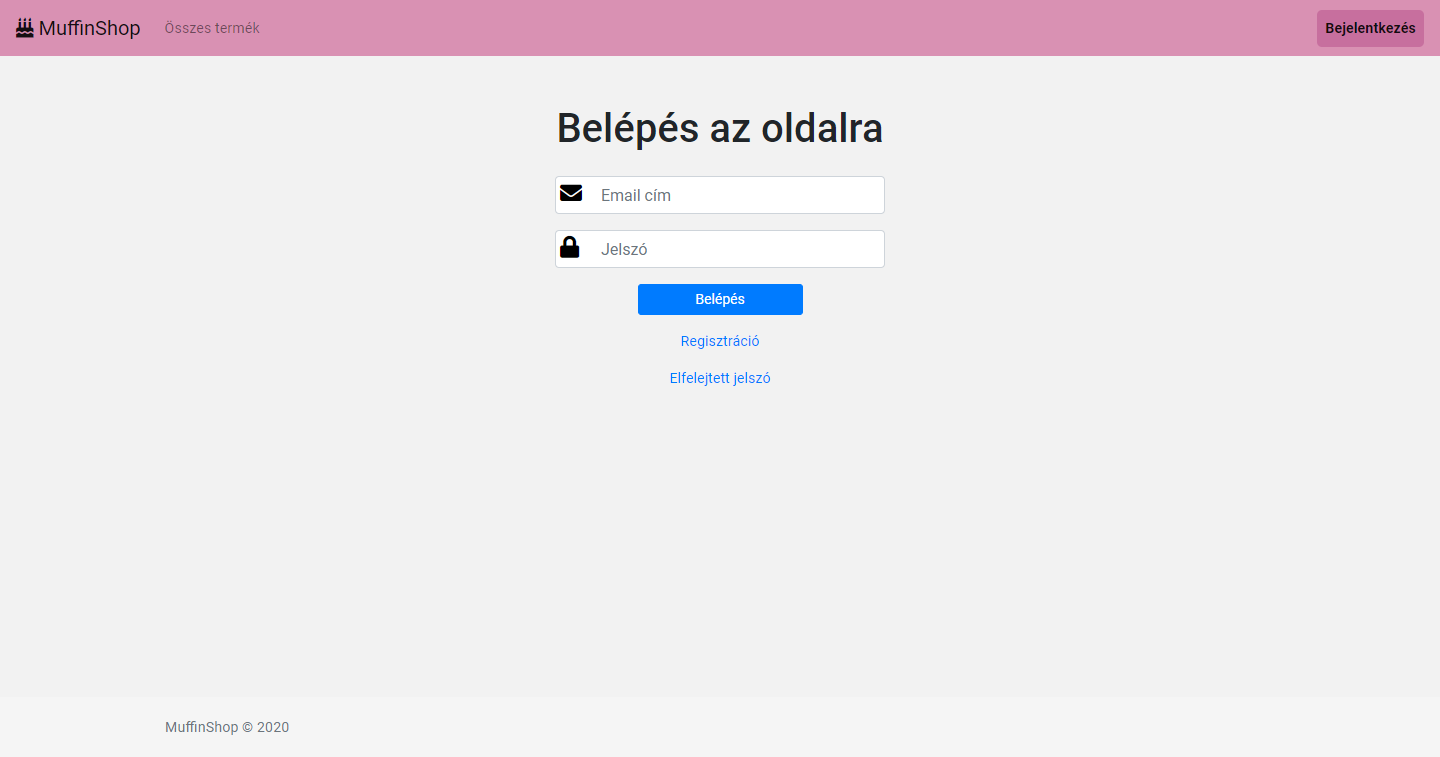 MuffinShop Összes termék Bejelentkezés
Belépés az oldalra
Email cím
Jelszó
Belépés
Regisztráció
Elfelejtett jelszó
MuffinShop © 2020